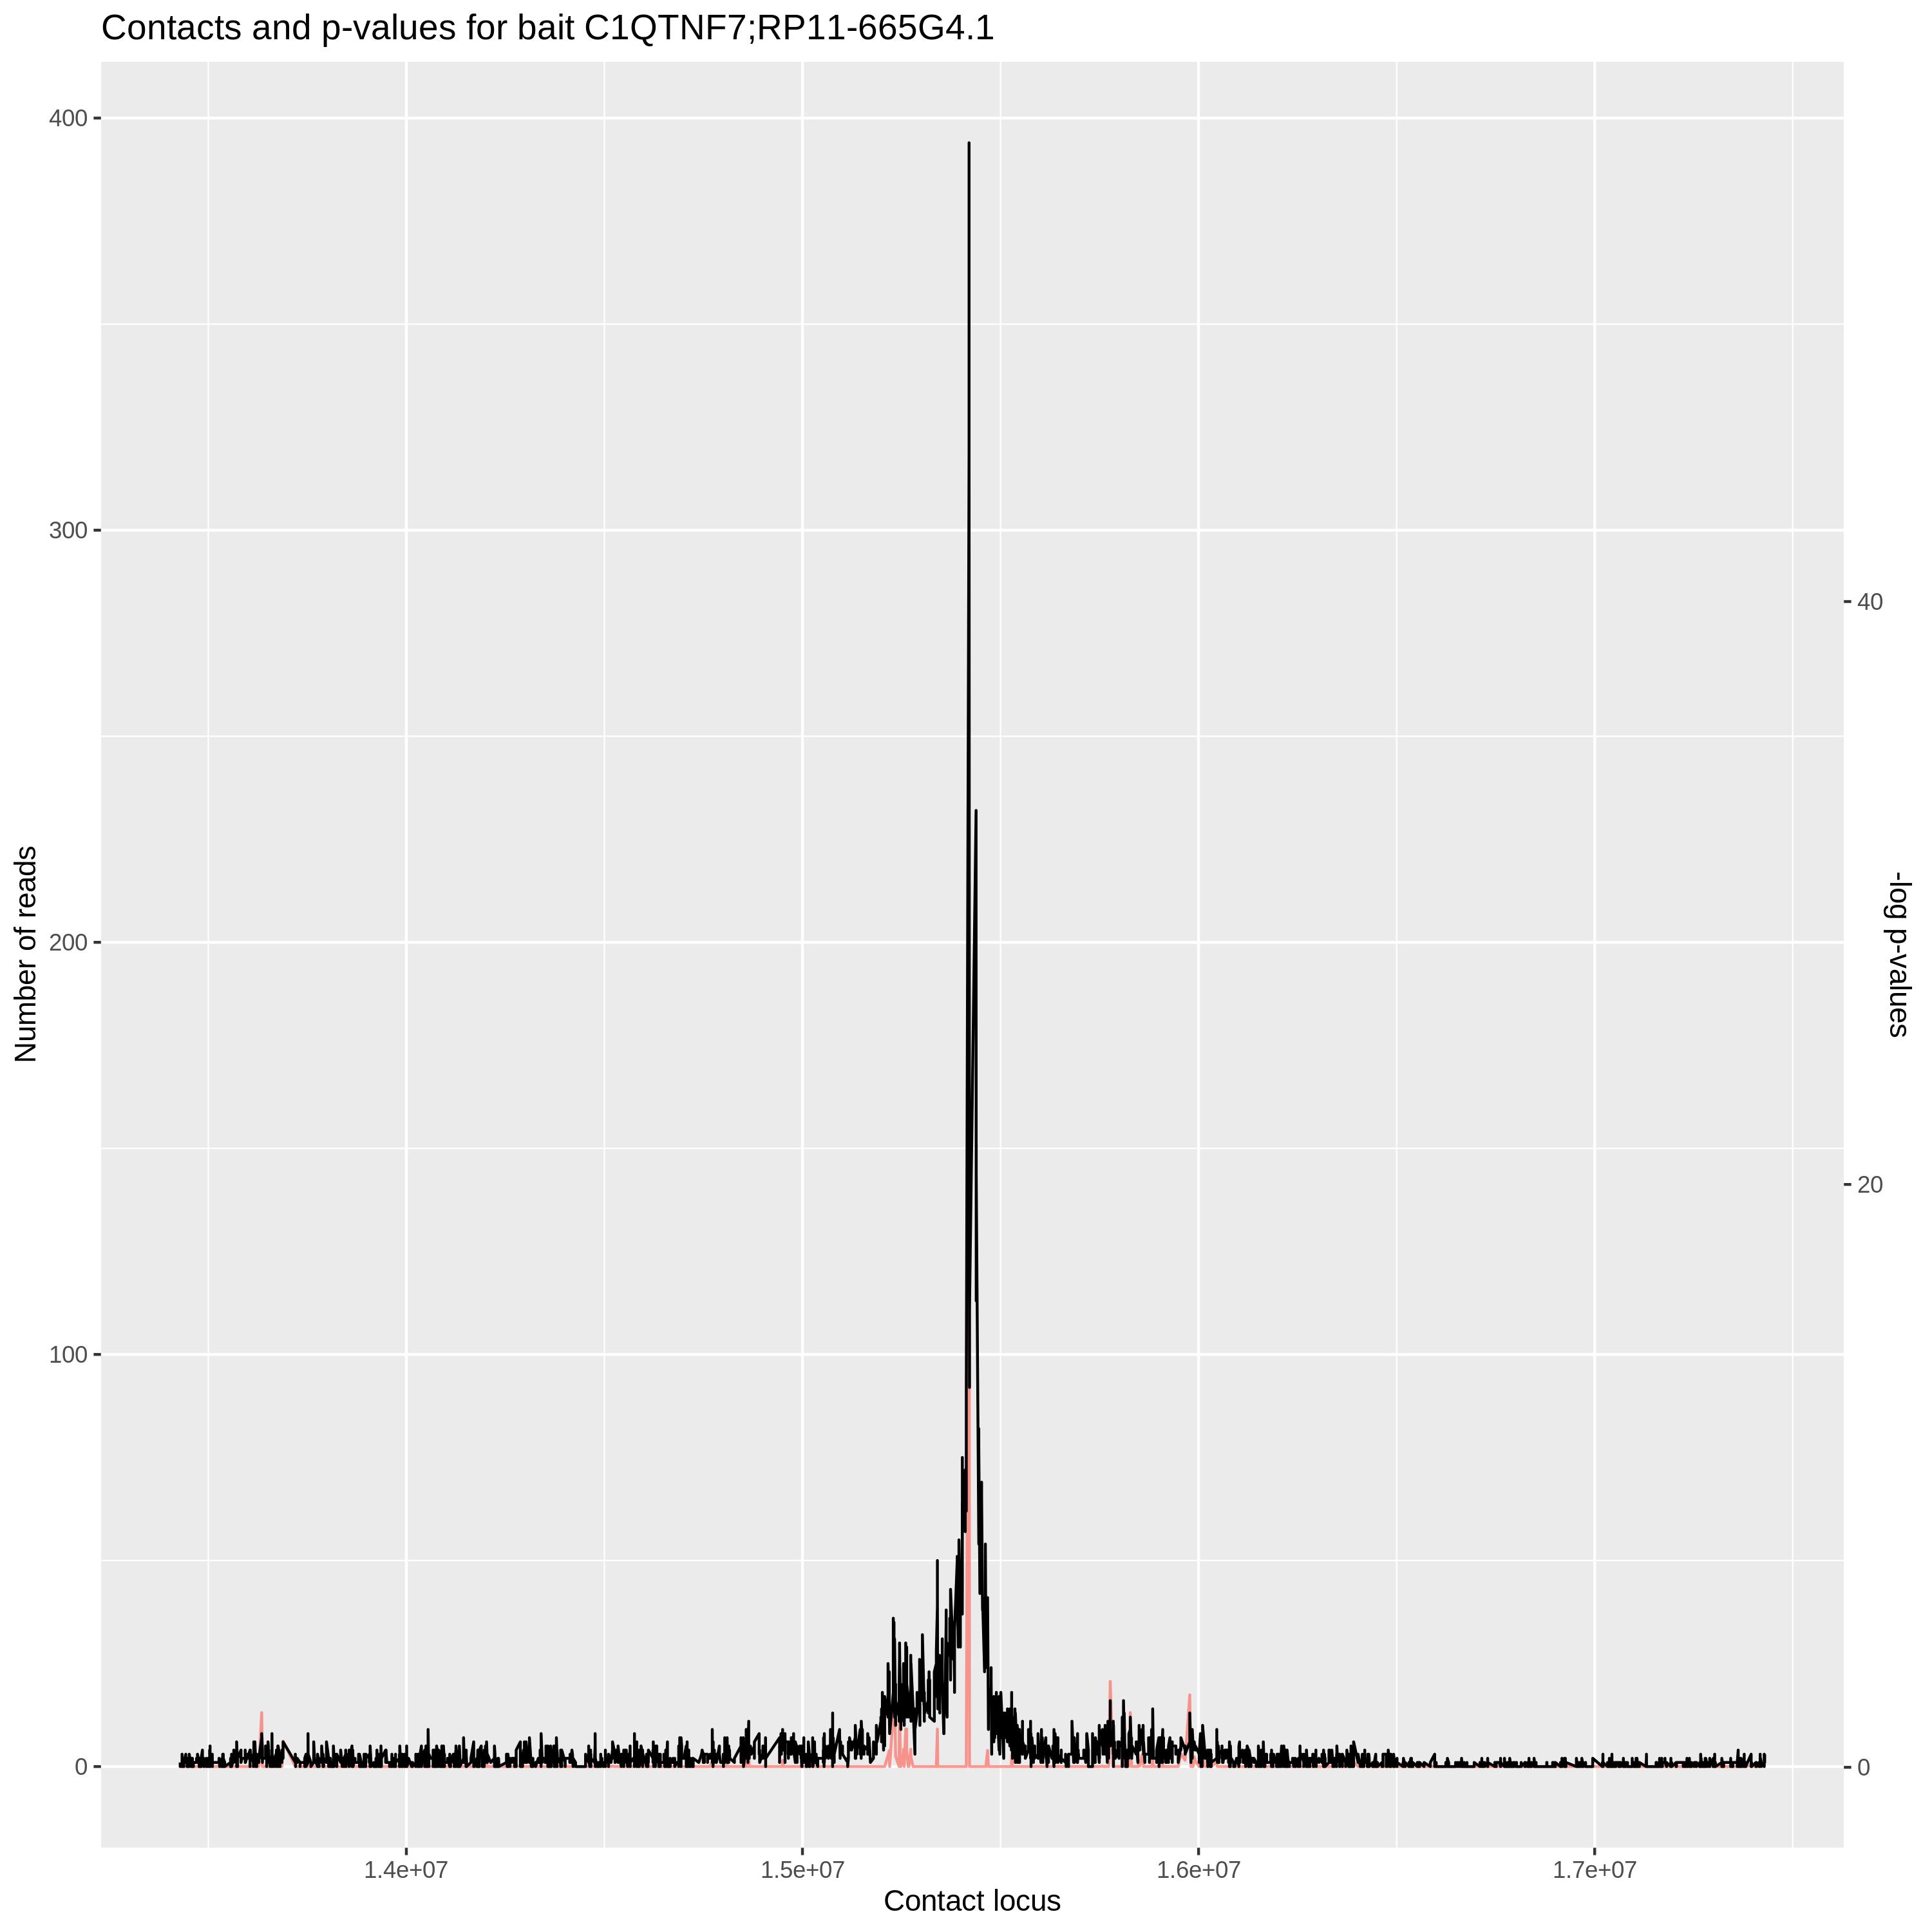 Contacts and p-values for bait C1QTNF7;RP11-665G4.1
400
300
200
100
0
Number of reads
40
20
0
-log p-values
1.4e+07
1.5e+07
1.6e+07
1.7e+07
Contact locus